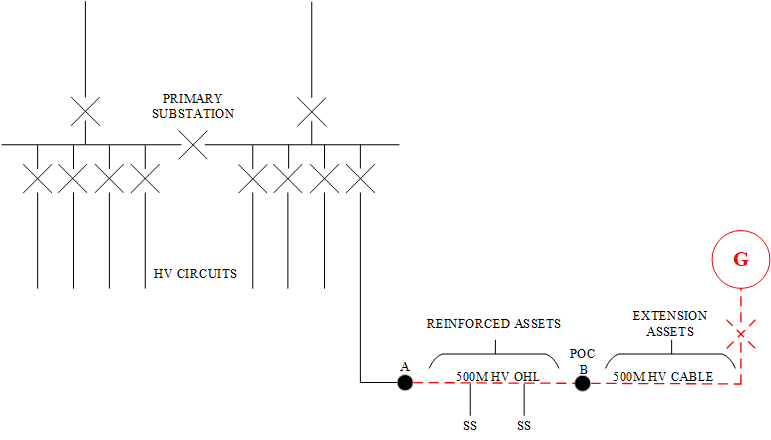 PRIMARY
SUBSTATION
HV CIRCUITS
G
REINFORCED ASSETS
EXTENSION
ASSETS
A
500M HV OHL
POC
B
500M HV CABLE
SS
SS